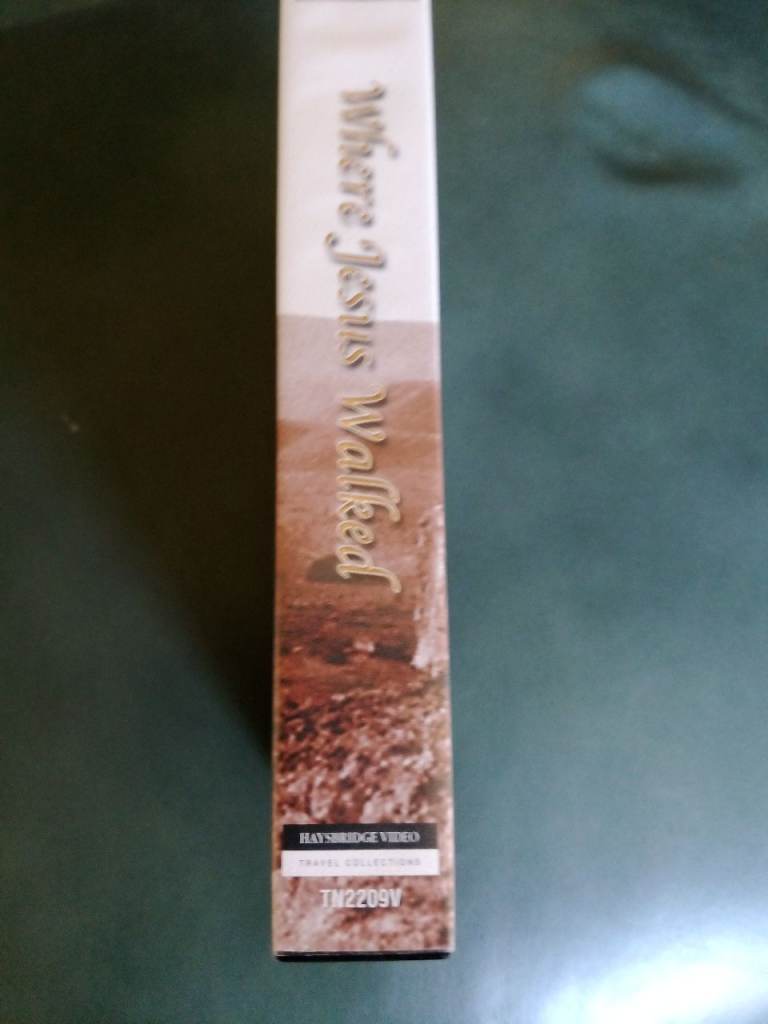 Where Jesus Walked
HAYSBRIDGE VIDEO
TRAVEL COLLECTIONS
TN2209V